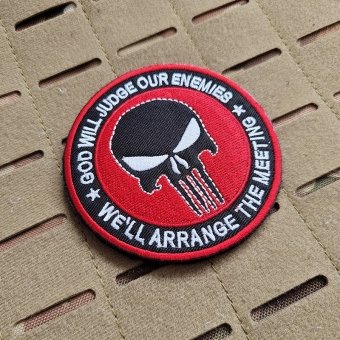 GOD WILL JUDGE OUR ENEMIES
WE'LL ARRANGE THE MEETING